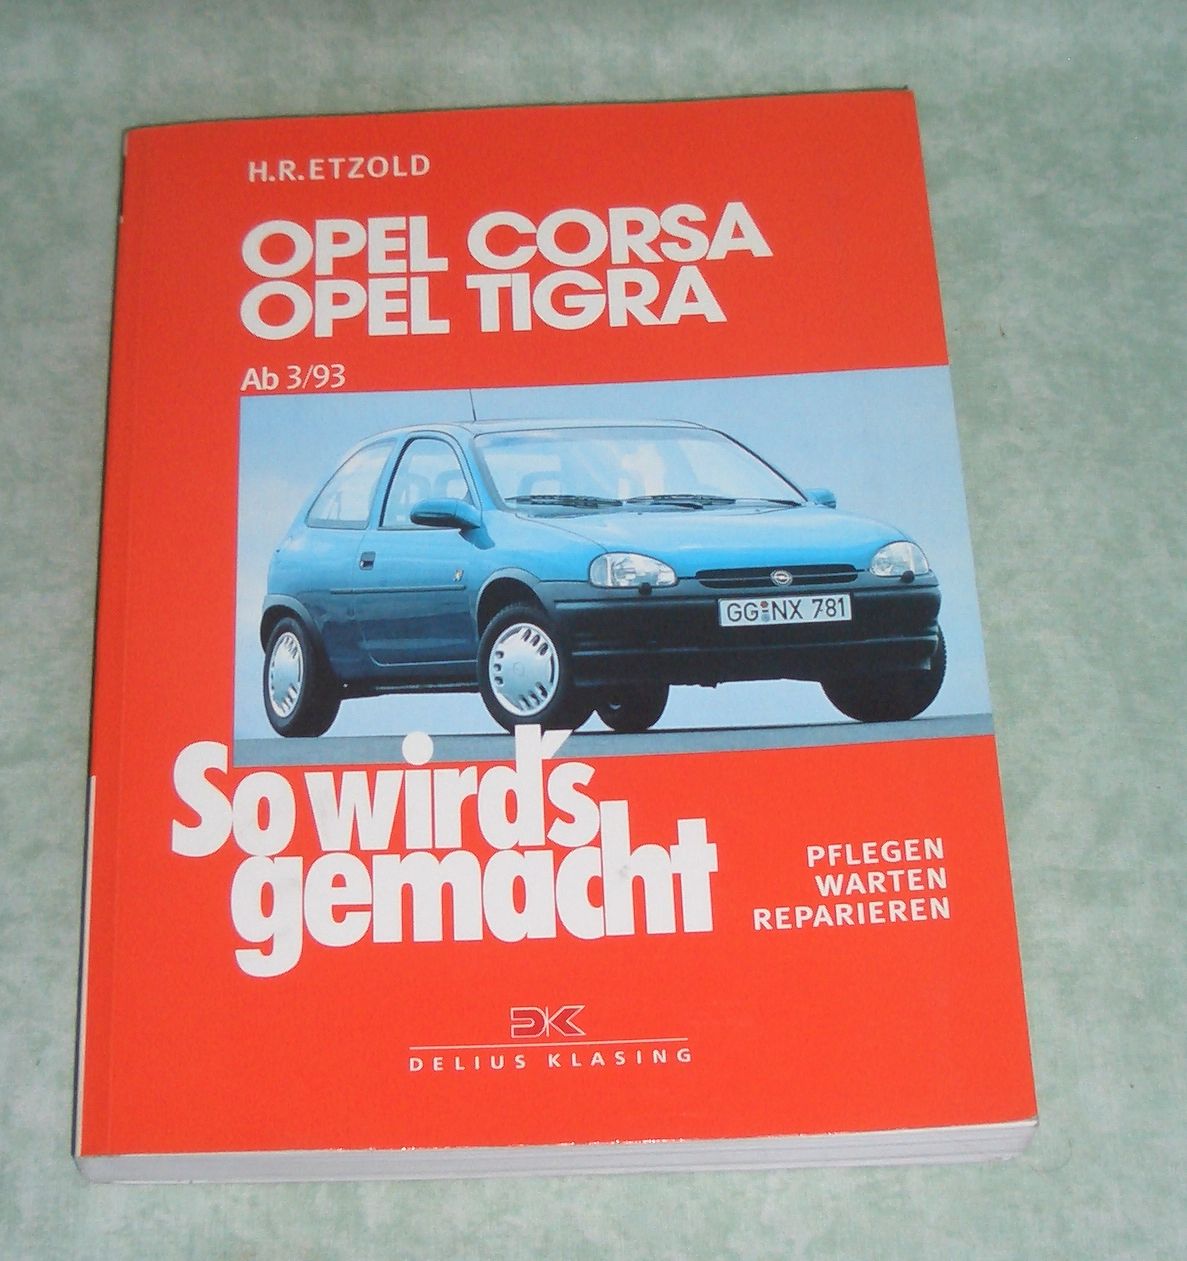 H.R.ETZOLD
OPEL CORSA
OPEL TIGRA
Ab 3/93
GG NX 781
So wird's
gemacht
PFLEGEN
WARTEN
REPARIEREN
DK
DELIUS KLASING